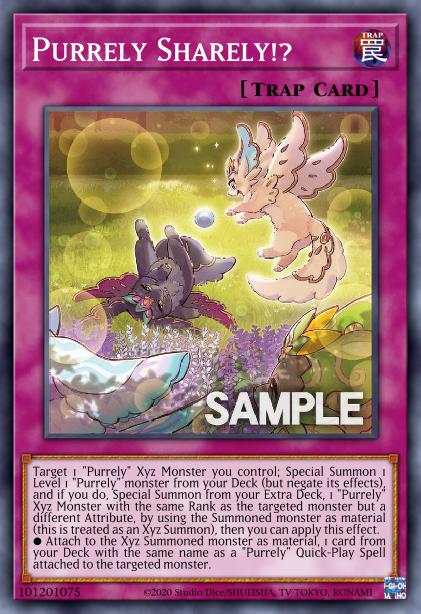 PURRELY SHARELY!?
TRAP
罠
[TRAP CARD]
SAMPLE
Target 1 "Purrely" Xyz Monster you control; Special Summon 1
Level 1 "Purrely" monster from your Deck (but negate its effects),
and if you do, Special Summon from your Extra Deck, 1 "Purrely"
Xyz Monster with the same Rank as the targeted monster but a
different Attribute, by using the Summoned monster as material
(this is treated as an Xyz Summon), then you can apply this effect.
● Attach to the Xyz Summoned monster as material, 1 card from
your Deck with the same name as a "Purrely" Quick-Play Spell
attached to the targeted monster.
101201075
©2020 Studio Dice/SHUEISHA, TV TOKYO, KONAMI